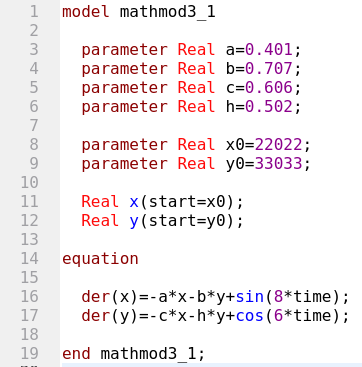 1 model mathmod3_1
2
3 parameter Real a=0.401;
4 parameter Real b=0.707;
5 parameter Real c=0.606;
6 parameter Real h=0.502;
7
8 parameter Real x0=22022;
9 parameter Real y0=33033;
10
11 Real x(start=x0);
12 Real y(start=y0);
13
14 equation
15
16 der(x)=-a*x-b*y+sin(8*time);
17 der(y)=-c*x-h*y+cos(6*time);
18
19 end mathmod3_1;